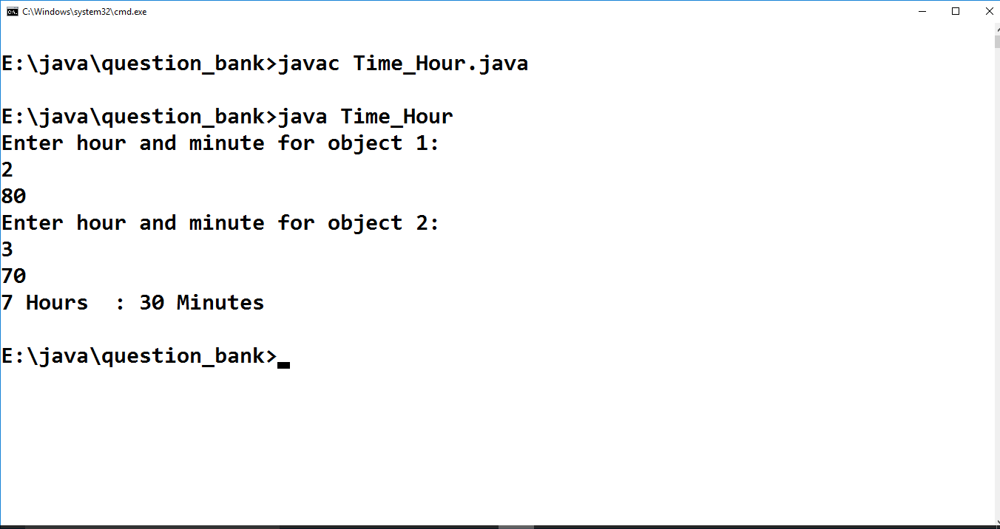 C:\Windows\system32\cmd.exe
E:\java\question_bank>javac Time_Hour.java
E:\java\question_bank>java Time_Hour
Enter hour and minute for object 1:
2
80
Enter hour and minute for object 2:
3
70
7 Hours  : 30 Minutes
E:\java\question_bank>